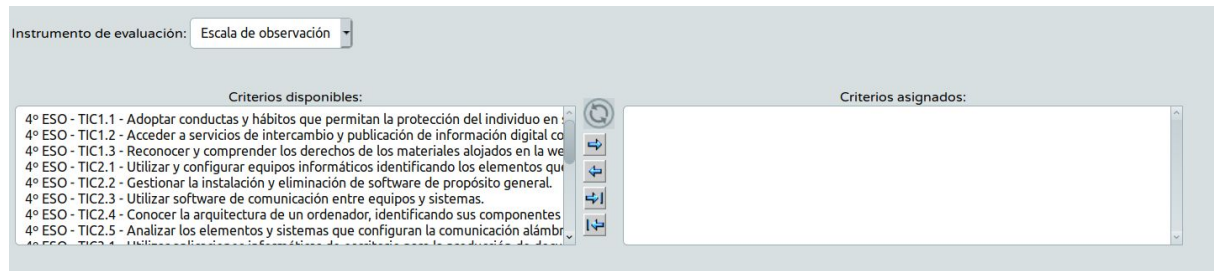 Instrumento de evaluación: Escala de observación
Criterios disponibles:
Criterios asignados:
4º ESO - TIC1.1 - Adoptar conductas y hábitos que permitan la protección del individuo en
4º ESO - TIC1.2 - Acceder a servicios de intercambio y publicación de información digital co
4º ESO - TIC1.3 - Reconocer y comprender los derechos de los materiales alojados en la we
4º ESO - TIC2.1 - Utilizar y configurar equipos informáticos identificando los elementos que
4º ESO - TIC2.2 - Gestionar la instalación y eliminación de software de propósito general.
4º ESO - TIC2.3 - Utilizar software de comunicación entre equipos y sistemas.
4º ESO - TIC2.4 - Conocer la arquitectura de un ordenador, identificando sus componentes
4º ESO - TIC2.5 - Analizar los elementos y sistemas que configuran la comunicación alámbr